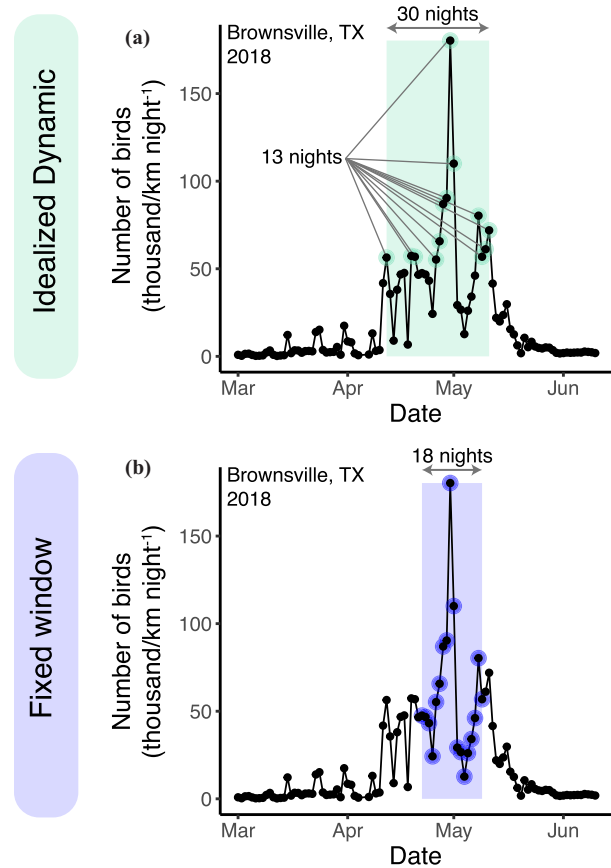 Idealized Dynamic
(a)
Brownsville, TX
2018
30 nights
13 nights
Number of birds
(thousand/km night⁻¹)
150
100
50
0
Mar
Apr
May
Jun
Date
Fixed window
(b)
Brownsville, TX
2018
18 nights
Number of birds
(thousand/km night⁻¹)
150
100
50
0
Mar
Apr
May
Jun
Date